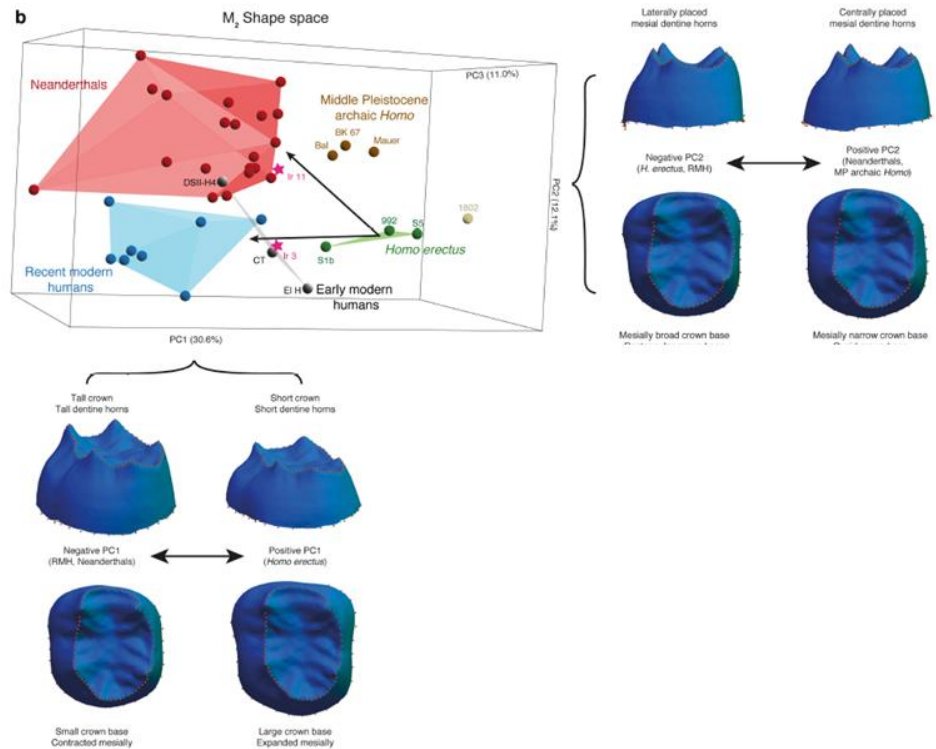 b
M₂ Shape space
PC3 (11.0%)
PC2 (12.1%)
PC1 (30.6%)
Neanderthals
Middle Pleistocene
archaic Homo
BK 67
Bal
Mauer
DSII-H4
Ir 11
1802
992
S5
S1b
Homo erectus
CT
Ir 3
EI H
Early modern
humans
Recent modern
humans
Laterally placed
mesial dentine horns
Centrally placed
mesial dentine horns
Negative PC2
(H. erectus, RMH)
Positive PC2
(Neanderthals,
MP archaic Homo)
Mesially broad crown base
Mesially narrow crown base
Tall crown
Tall dentine horns
Short crown
Short dentine horns
Negative PC1
(RMH, Neanderthals)
Positive PC1
(Homo erectus)
Small crown base
Contracted mesially
Large crown base
Expanded mesially